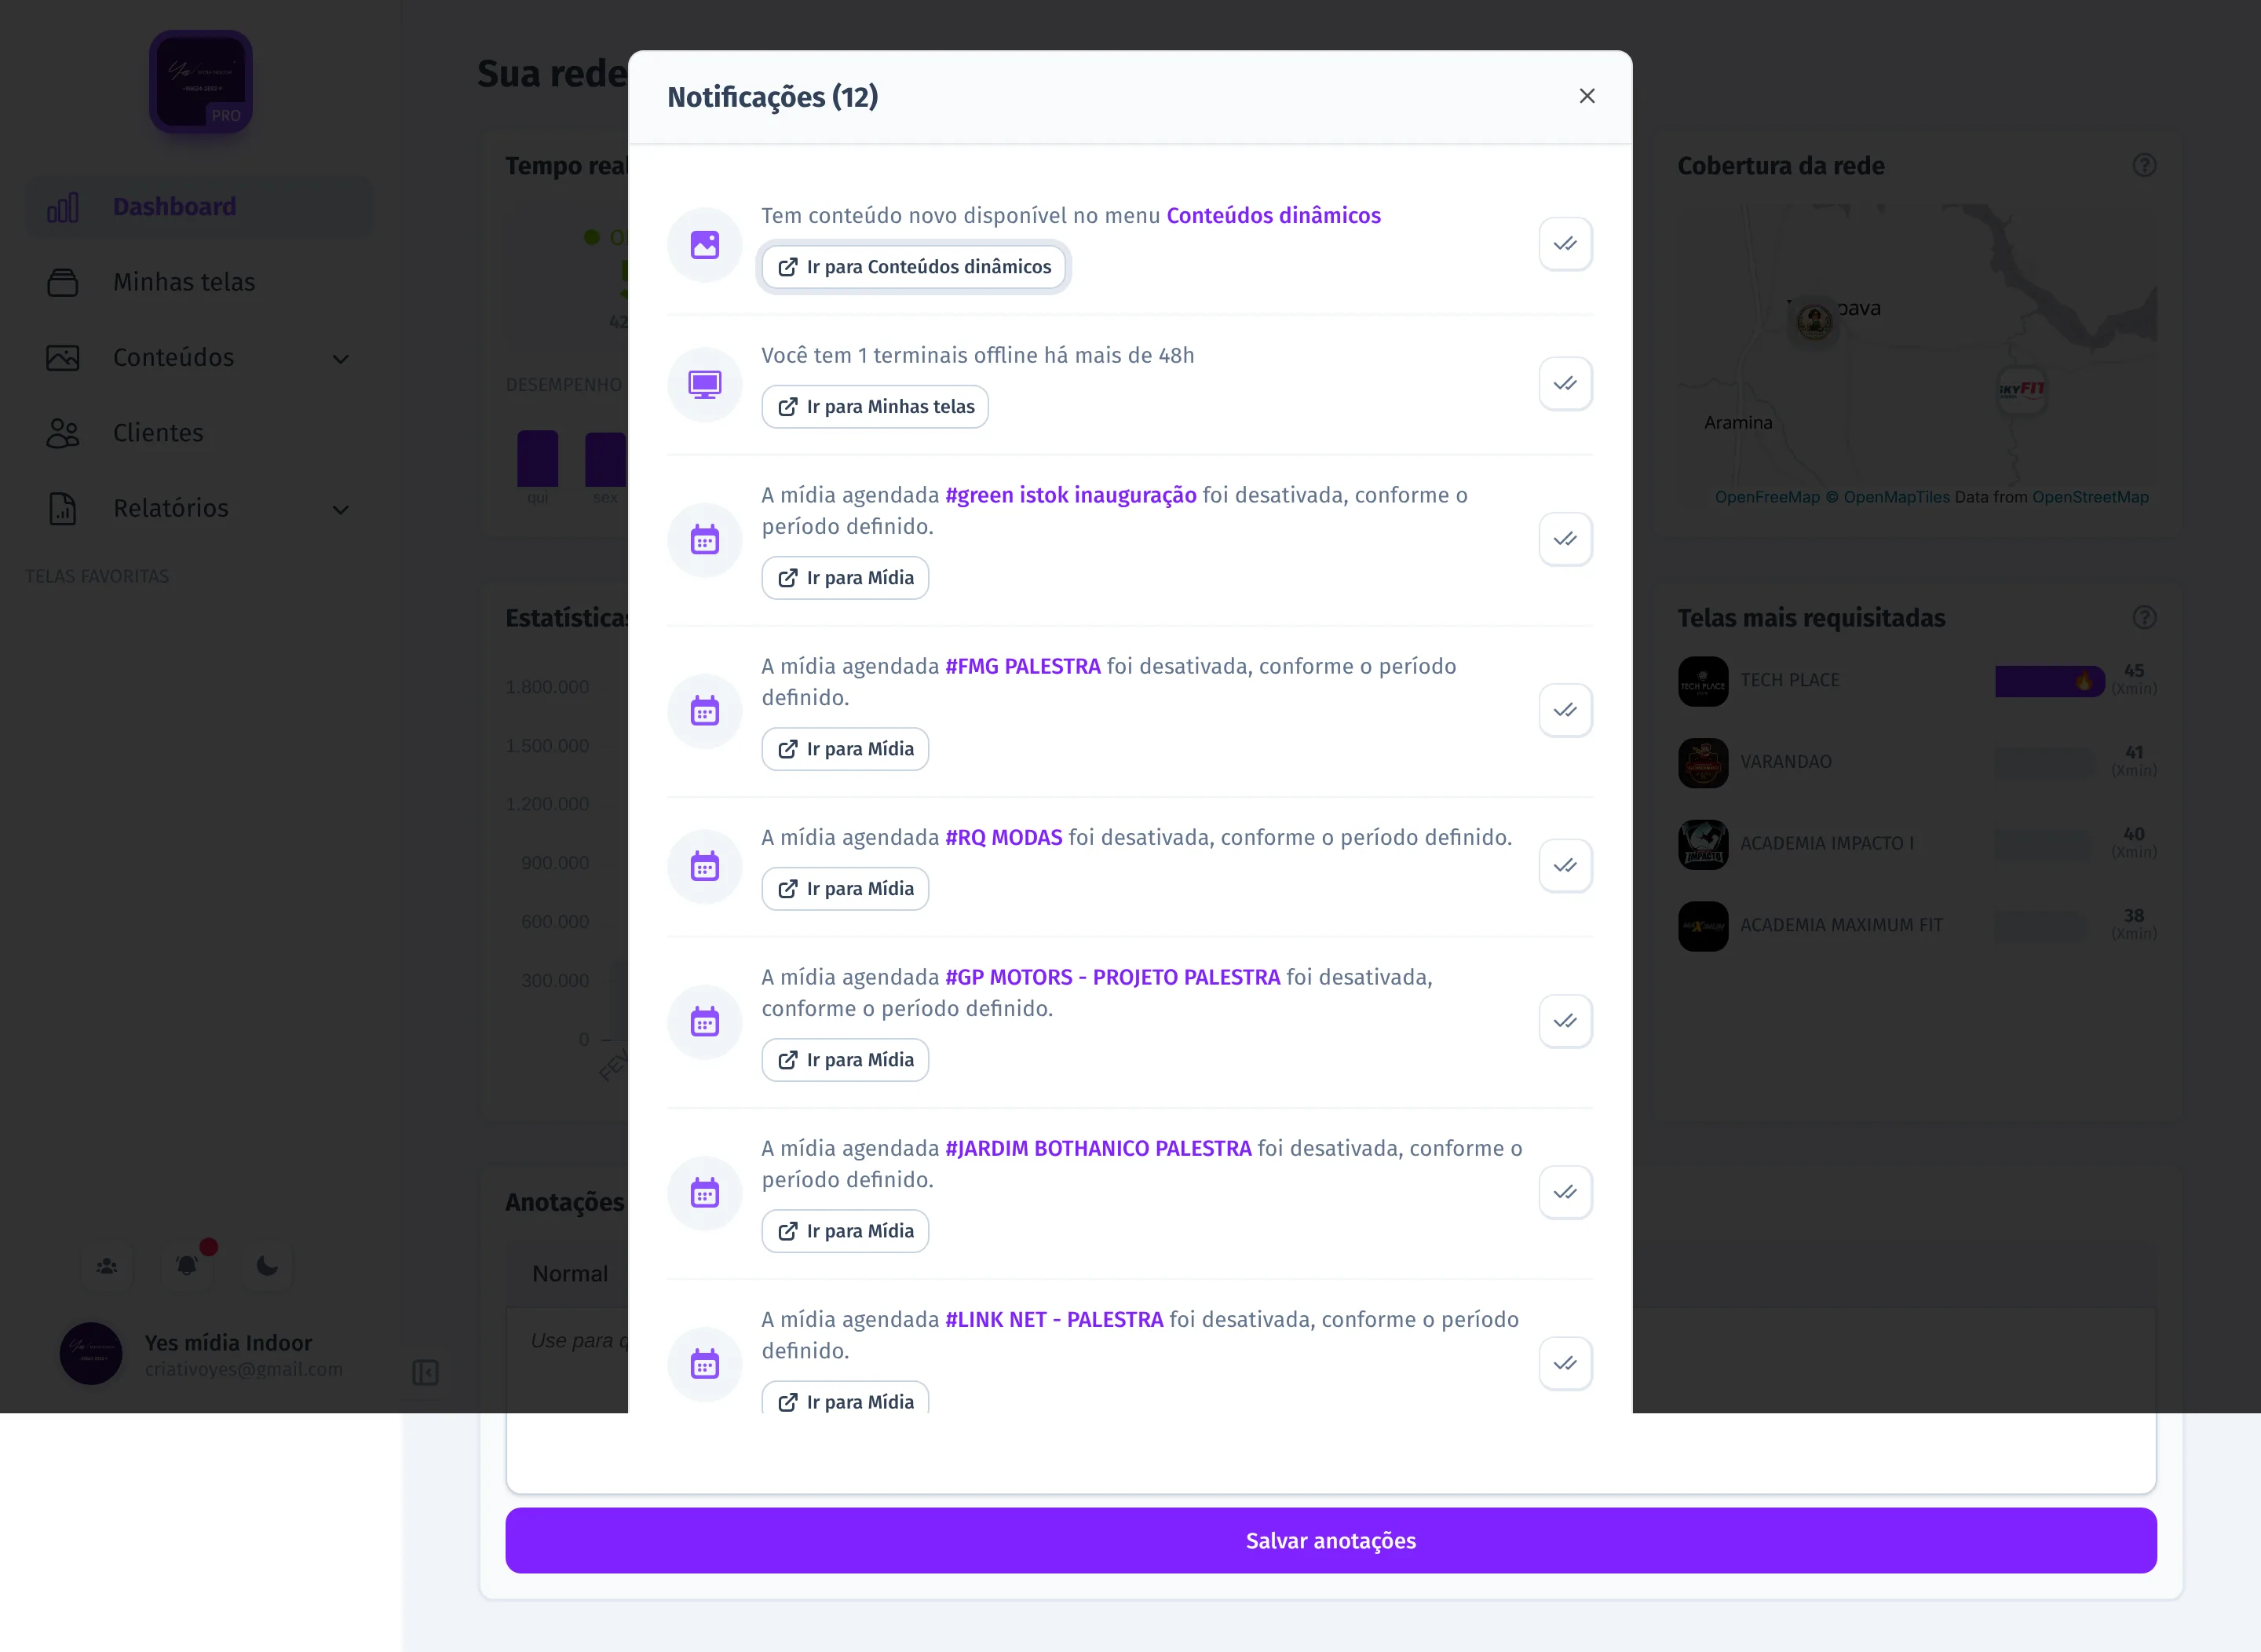 PRO
Dashboard
Minhas telas
Conteúdos
Clientes
Relatórios
TELAS FAVORITAS
Yes mídia Indoor
criativoyes@gmail.com
Sua rede
Tempo real
42
DESEMPENHO
qui
sex
Estatísticas
1.800.000
1.500.000
1.200.000
900.000
600.000
300.000
0
FEV
Anotações
Normal
Use para q
Salvar anotações
Notificações (12)
Tem conteúdo novo disponível no menu Conteúdos dinâmicos
Ir para Conteúdos dinâmicos
Você tem 1 terminais offline há mais de 48h
Ir para Minhas telas
A mídia agendada #green istok inauguração foi desativada, conforme o
período definido.
Ir para Mídia
A mídia agendada #FMG PALESTRA foi desativada, conforme o período
definido.
Ir para Mídia
A mídia agendada #RQ MODAS foi desativada, conforme o período definido.
Ir para Mídia
A mídia agendada #GP MOTORS - PROJETO PALESTRA foi desativada,
conforme o período definido.
Ir para Mídia
A mídia agendada #JARDIM BOTHANICO PALESTRA foi desativada, conforme o
período definido.
Ir para Mídia
A mídia agendada #LINK NET - PALESTRA foi desativada, conforme o período
definido.
Ir para Mídia
Cobertura da rede
Aramina
OpenFreeMap © OpenMapTiles Data from OpenStreetMap
Telas mais requisitadas
TECH PLACE
45
(Xmin)
VARANDAO
41
(Xmin)
ACADEMIA IMPACTO I
40
(Xmin)
ACADEMIA MAXIMUM FIT
38
(Xmin)